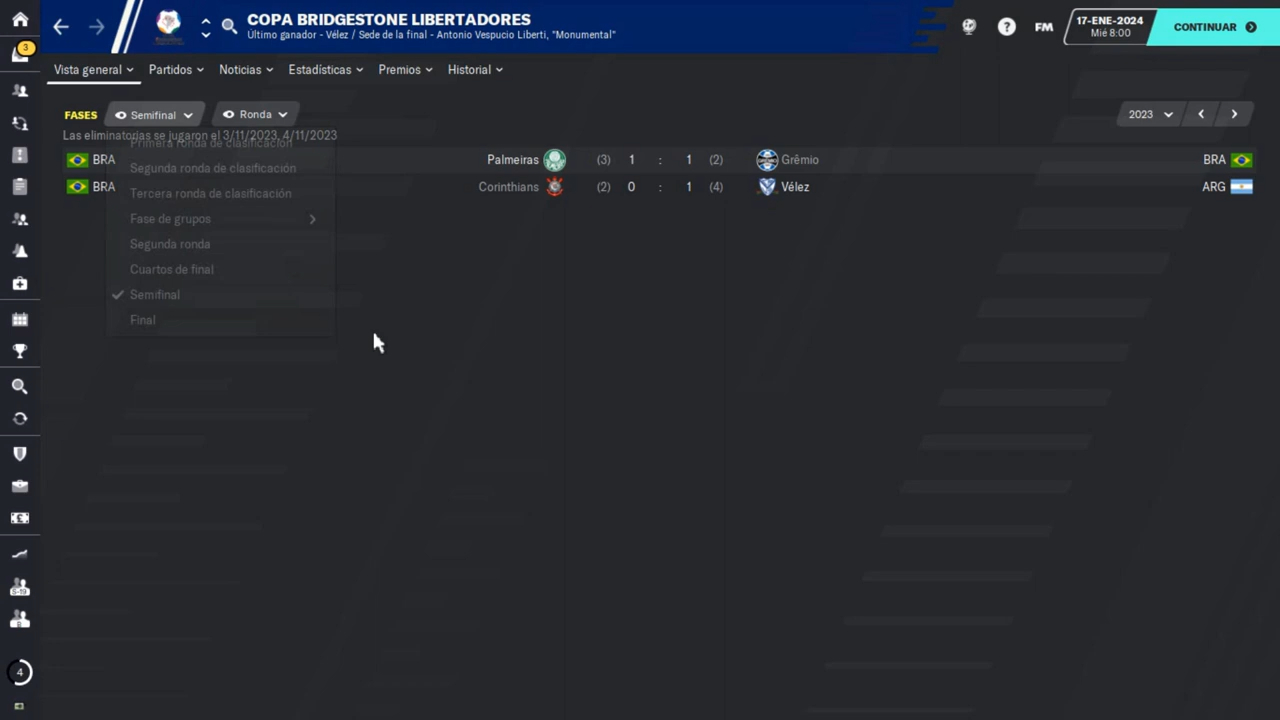 COPA BRIDGESTONE LIBERTADORES
Último ganador - Vélez / Sede de la final - Antonio Vespucio Liberti, "Monumental"
FM
17-ENE-2024
Mié 8:00
CONTINUAR
3
Vista general
Partidos
Noticias
Estadísticas
Premios
Historial
FASES
Semifinal
Ronda
2023
Las eliminatorias se jugaron el 3/11/2023, 4/11/2023
BRA Palmeiras (3) 1 : 1 (2) Grêmio BRA
BRA Corinthians (2) 0 : 1 (4) Vélez ARG
Primera ronda de clasificación
Segunda ronda de clasificación
Tercera ronda de clasificación
Fase de grupos
Segunda ronda
Cuartos de final
Semifinal
Final
4